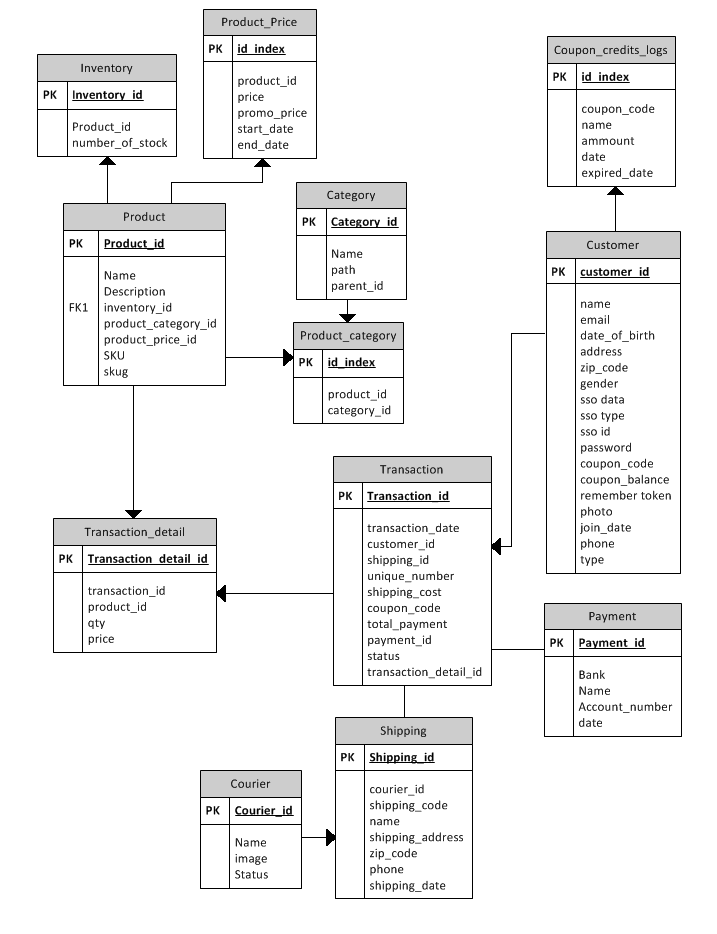 Product_Price
PK id_index
product_id
price
promo_price
start_date
end_date
Inventory
PK Inventory_id
Product_id
number_of_stock
Coupon_credits_logs
PK id_index
coupon_code
name
ammount
date
expired_date
Product
PK Product_id
Name
Description
FK1 inventory_id
product_category_id
product_price_id
SKU
skug
Category
PK Category_id
Name
path
parent_id
Product_category
PK id_index
product_id
category_id
Customer
PK customer_id
name
email
date_of_birth
address
zip_code
gender
sso data
sso type
sso id
password
coupon_code
coupon_balance
remember token
photo
join_date
phone
type
Transaction
PK Transaction_id
transaction_date
customer_id
shipping_id
unique_number
shipping_cost
coupon_code
total_payment
payment_id
status
transaction_detail_id
Transaction_detail
PK Transaction_detail_id
transaction_id
product_id
qty
price
Payment
PK Payment_id
Bank
Name
Account_number
date
Shipping
PK Shipping_id
courier_id
shipping_code
name
shipping_address
zip_code
phone
shipping_date
Courier
PK Courier_id
Name
image
Status